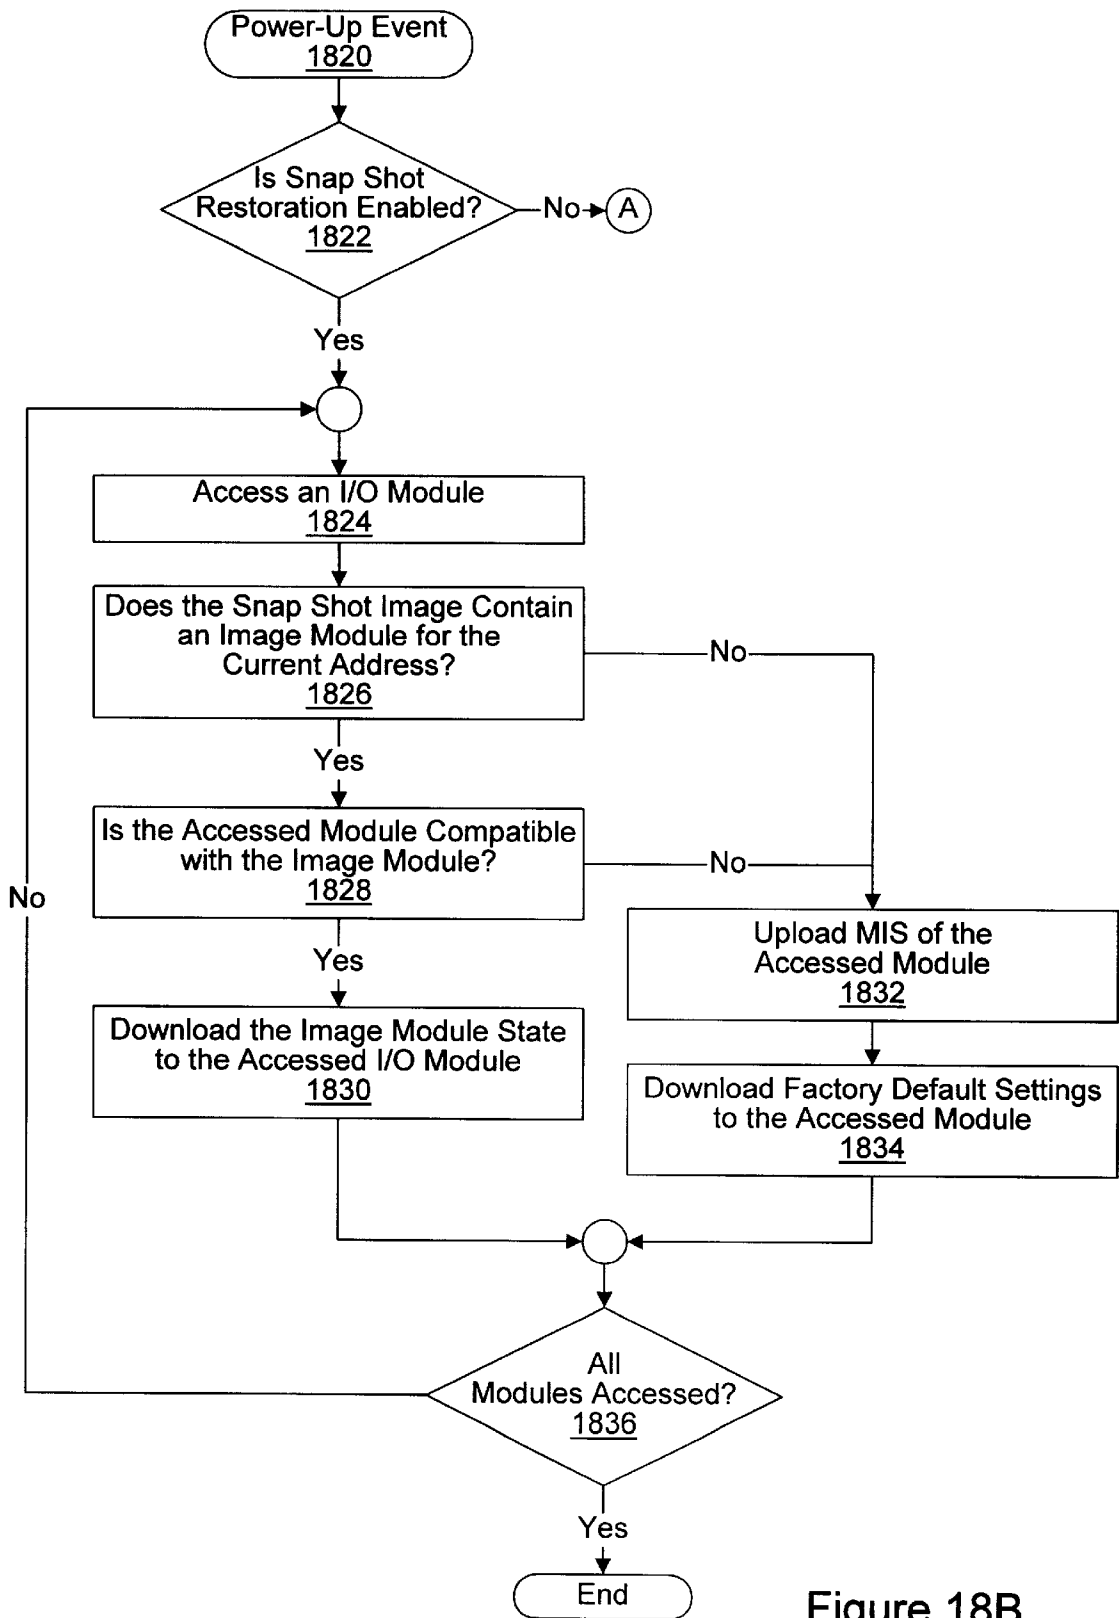 Power-Up Event
1820
Is Snap Shot
Restoration Enabled?
1822
No
A
Yes
Access an I/O Module
1824
Does the Snap Shot Image Contain
an Image Module for the
Current Address?
1826
No
Yes
Is the Accessed Module Compatible
with the Image Module?
1828
No
No
Yes
Upload MIS of the
Accessed Module
1832
Download the Image Module State
to the Accessed I/O Module
1830
Download Factory Default Settings
to the Accessed Module
1834
All
Modules Accessed?
1836
Yes
End
Figure 18B